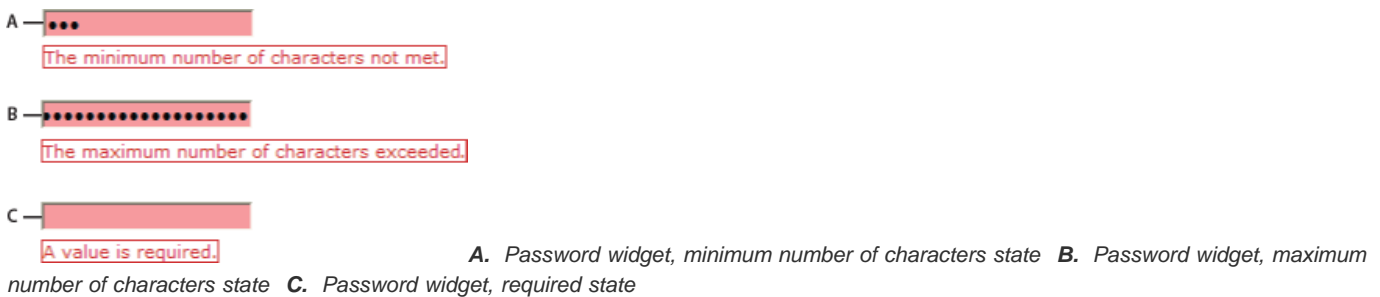 A
The minimum number of characters not met.
B
The maximum number of characters exceeded.
C
A value is required.
A. Password widget, minimum number of characters state B. Password widget, maximum
number of characters state C. Password widget, required state